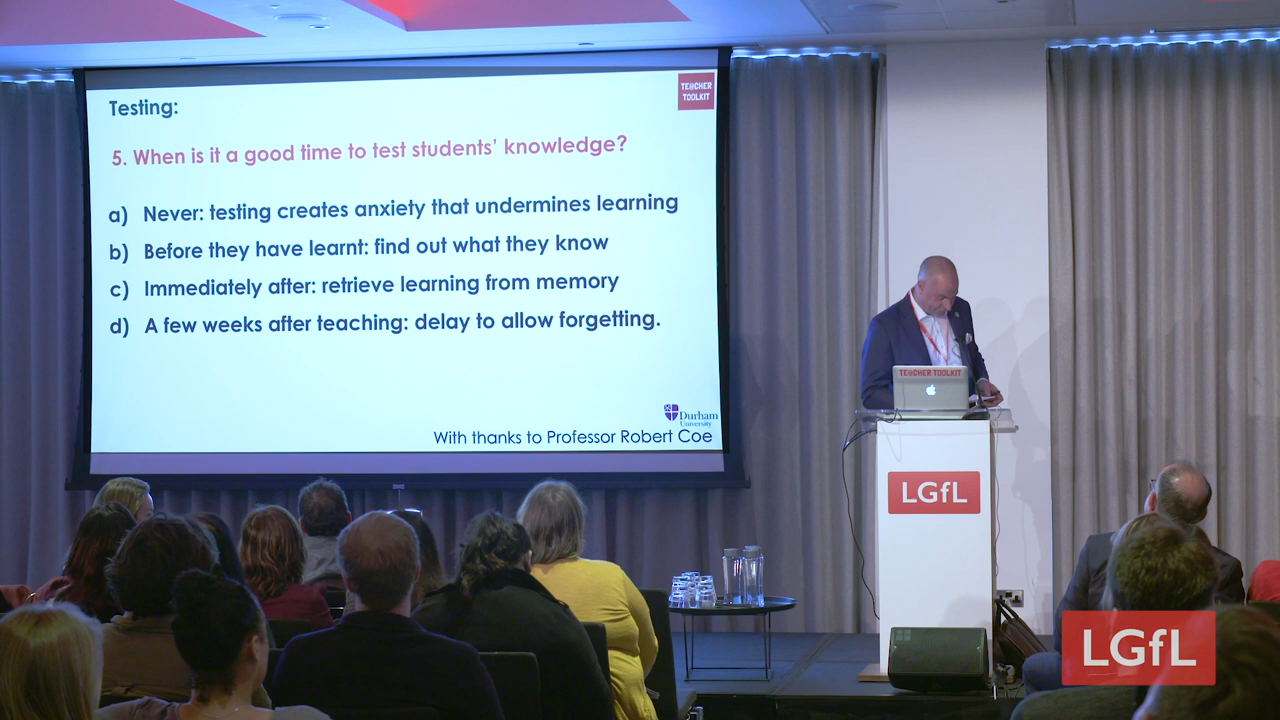 Testing:
TE@CHER
TOOLKIT
5. When is it a good time to test students' knowledge?
a) Never: testing creates anxiety that undermines learning
b) Before they have learnt: find out what they know
c) Immediately after: retrieve learning from memory
d) A few weeks after teaching: delay to allow forgetting.
Durham
University
With thanks to Professor Robert Coe
TE@CHER TOOLKIT
LGfL
LGfL